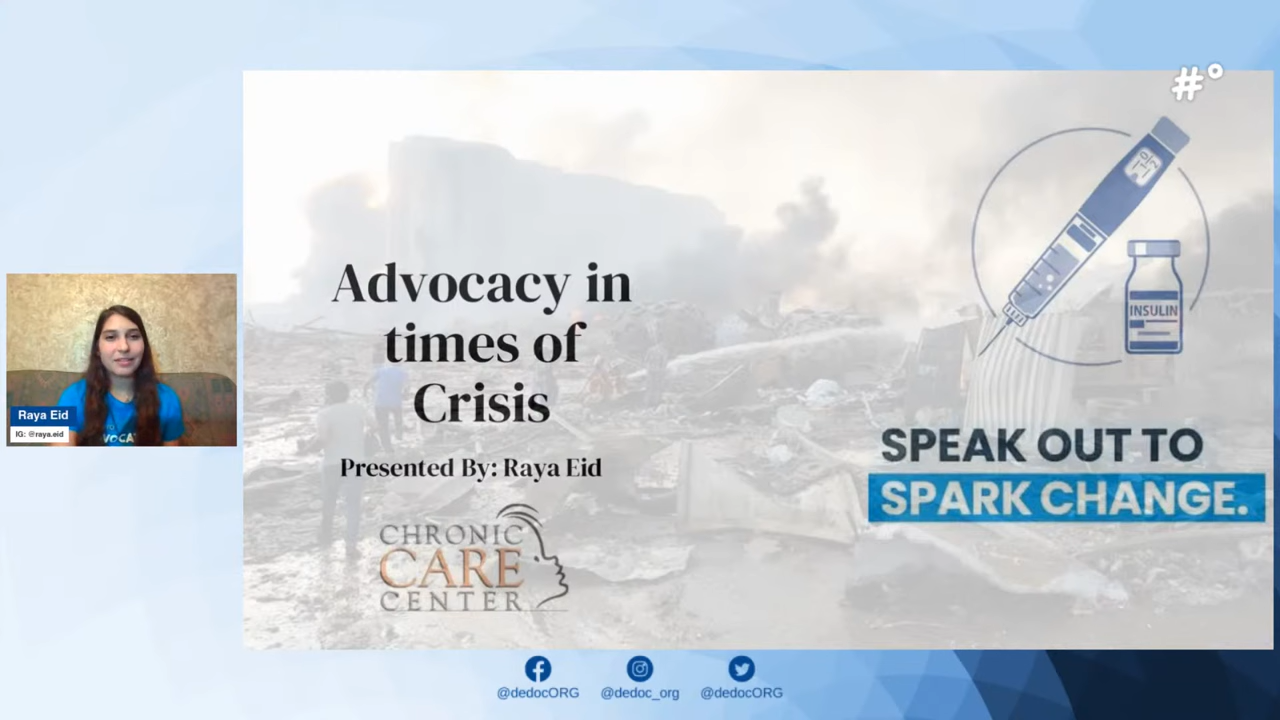 #°
Advocacy in
times of
Crisis
Presented By: Raya Eid
CHRONIC
CARE
CENTER
INSULIN
SPEAK OUT TO
SPARK CHANGE.
Raya Eid
IG: @raya.eid
@dedocORG
@dedoc_org
@dedocORG